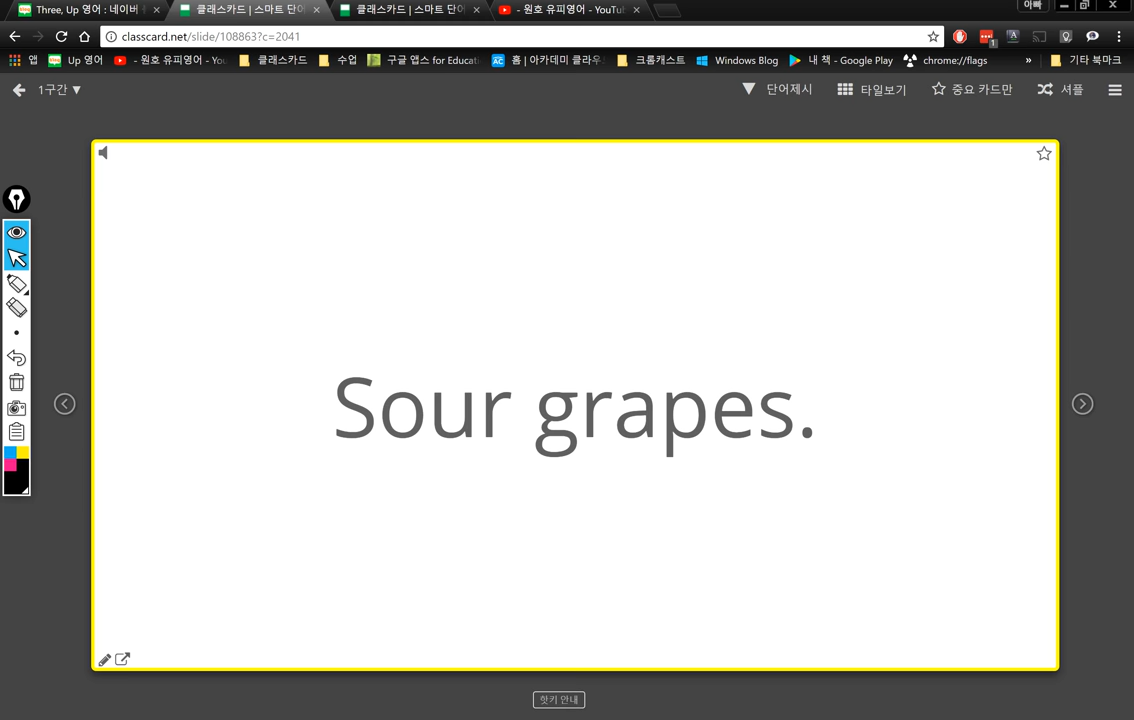 Three, Up 영어 : 네이버
클래스카드 | 스마트 단어
클래스카드 | 스마트 단어
- 원호 유피영어 - YouTu
아빠
classcard.net/slide/108863?c=2041
1
앱
Up 영어
- 원호 유피영어 - You
클래스카드
수업
구글 앱스 for Educati
AC
홈 | 아카데미 클라우
크롬캐스트
Windows Blog
내 책 - Google Play
chrome://flags
»
기타 북마크
1구간 ▼
단어제시
타일보기
중요 카드만
셔플
Sour grapes.
핫키 안내